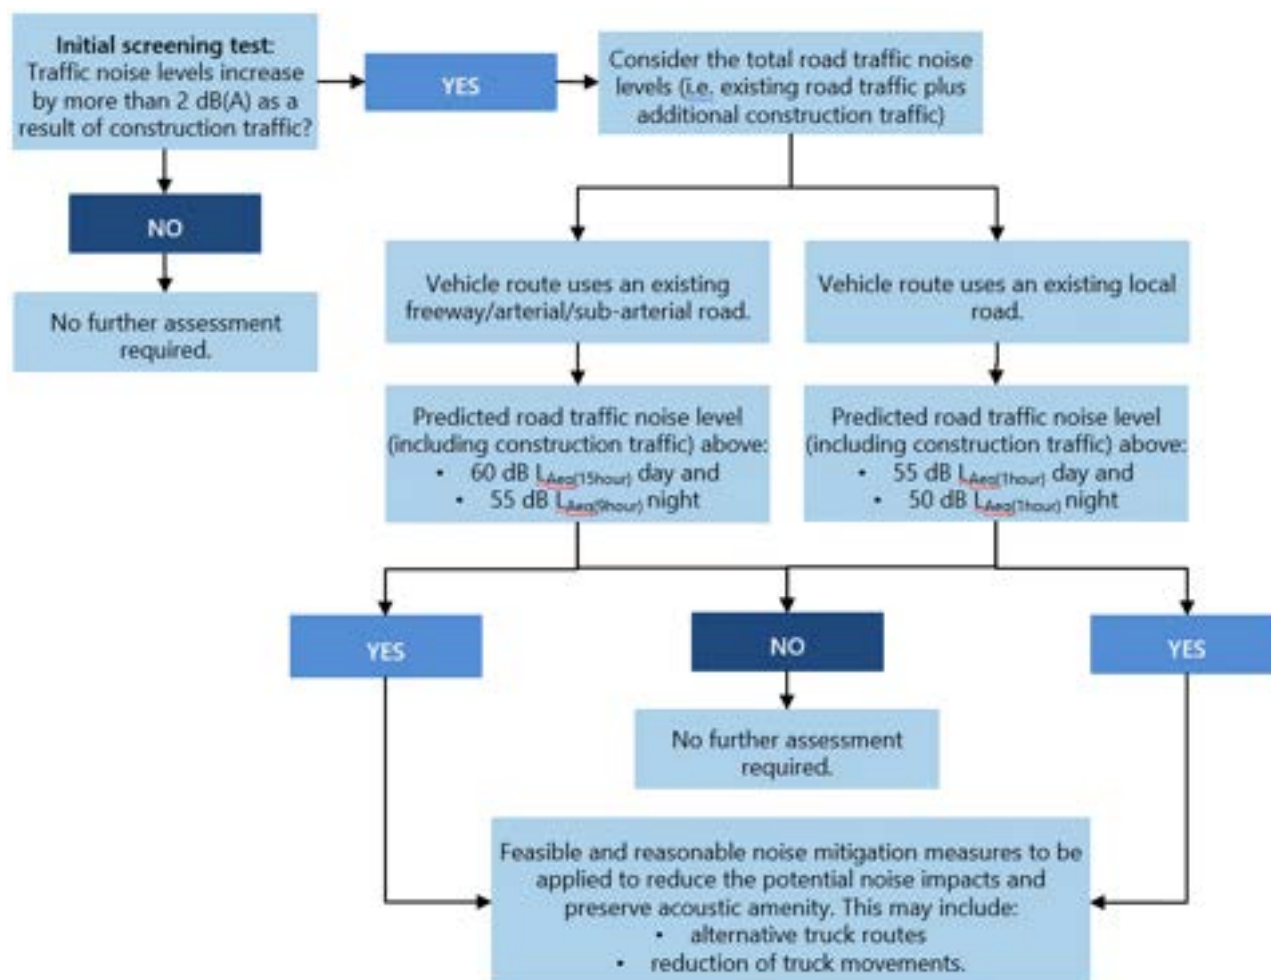 Initial screening test:
Traffic noise levels increase
by more than 2 dB(A) as a
result of construction traffic?
YES
Consider the total road traffic noise
levels (i.e. existing road traffic plus
additional construction traffic)
NO
No further assessment
required.
Vehicle route uses an existing
freeway/arterial/sub-arterial road.
Vehicle route uses an existing local
road.
Predicted road traffic noise level
(including construction traffic) above:
• 60 dB LAeq(15hour) day and
• 55 dB LAeq(9hour) night
Predicted road traffic noise level
(including construction traffic) above:
• 55 dB LAeq(1hour) day and
• 50 dB LAeq(1hour) night
YES
NO
YES
No further assessment
required.
Feasible and reasonable noise mitigation measures to be
applied to reduce the potential noise impacts and
preserve acoustic amenity. This may include:
• alternative truck routes
• reduction of truck movements.